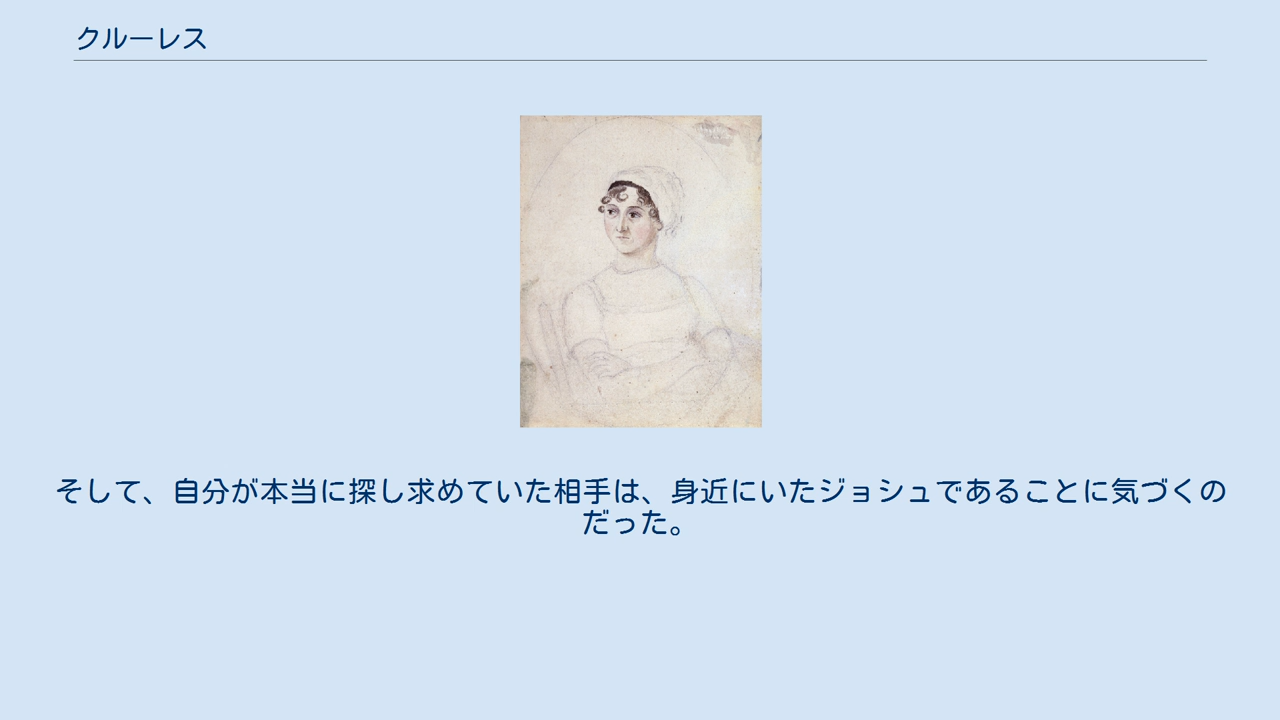 クルーレス
そして、自分が本当に探し求めていた相手は、身近にいたジョシュであることに気づくの
だった。